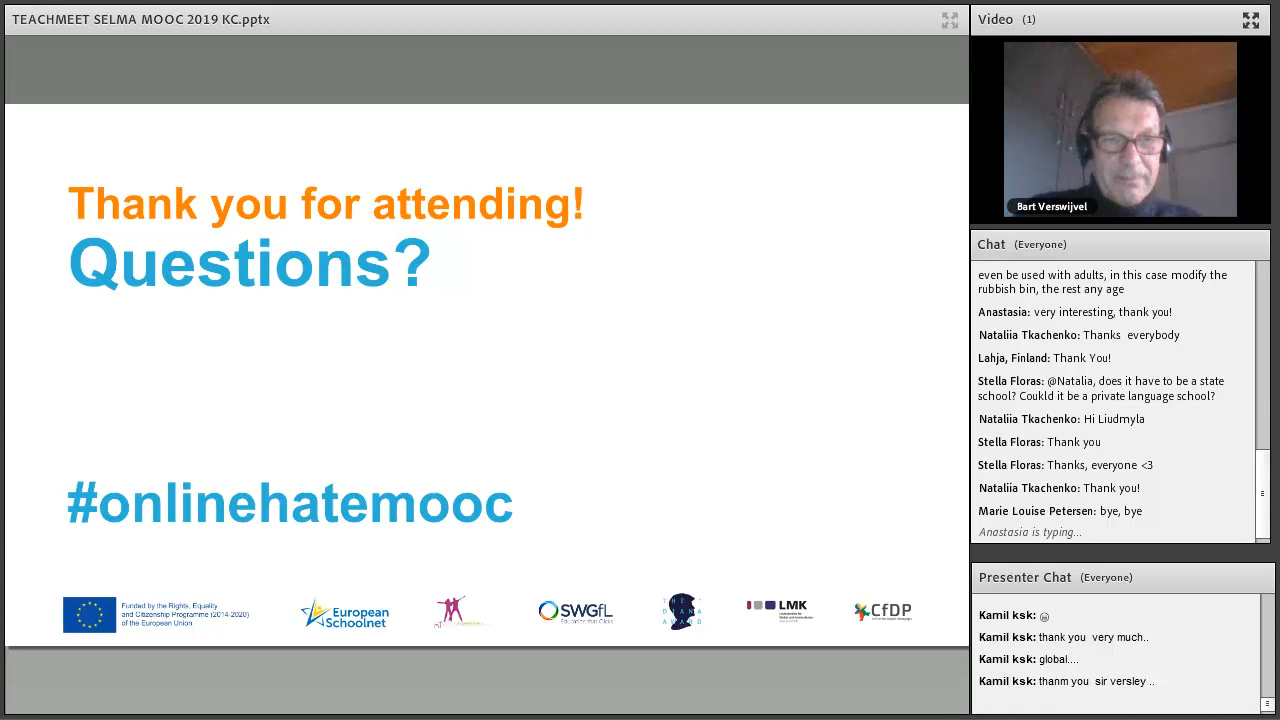 TEACHMEET SELMA MOOC 2019 KC.pptx
Thank you for attending!
Questions?
#onlinehatemooc
Funded by the Rights, Equality
and Citizenship Programme (2014-2020)
of the European Union
European
Schoolnet
SWGfL
Education that Clicks
THE
DIANA
AWARD
LMK
CfDP
Video (1)
Bart Verswijvel
Chat (Everyone)
even be used with adults, in this case modify the
rubbish bin, the rest any age
Anastasia: very interesting, thank you!
Nataliia Tkachenko: Thanks  everybody
Lahja, Finland: Thank You!
Stella Floras: @Natalia, does it have to be a state
school? Coukld it be a private language school?
Nataliia Tkachenko: Hi Liudmyla
Stella Floras: Thank you
Stella Floras: Thanks, everyone <3
Nataliia Tkachenko: Thank you!
Marie Louise Petersen: bye, bye
Anastasia is typing...
Presenter Chat (Everyone)
Kamil ksk:
Kamil ksk: thank you  very much..
Kamil ksk: global....
Kamil ksk: thanm you  sir versley ..